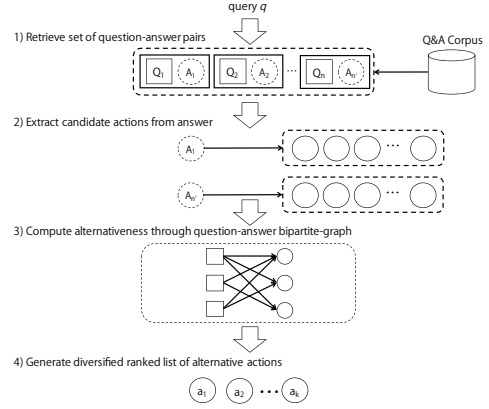 query q
1) Retrieve set of question-answer pairs
Q&A Corpus
Q1 A1 Q2 A2 ... Qn An'
2) Extract candidate actions from answer
A1 ...
An' ...
3) Compute alternativeness through question-answer bipartite-graph
4) Generate diversified ranked list of alternative actions
a1 a2 ... ak